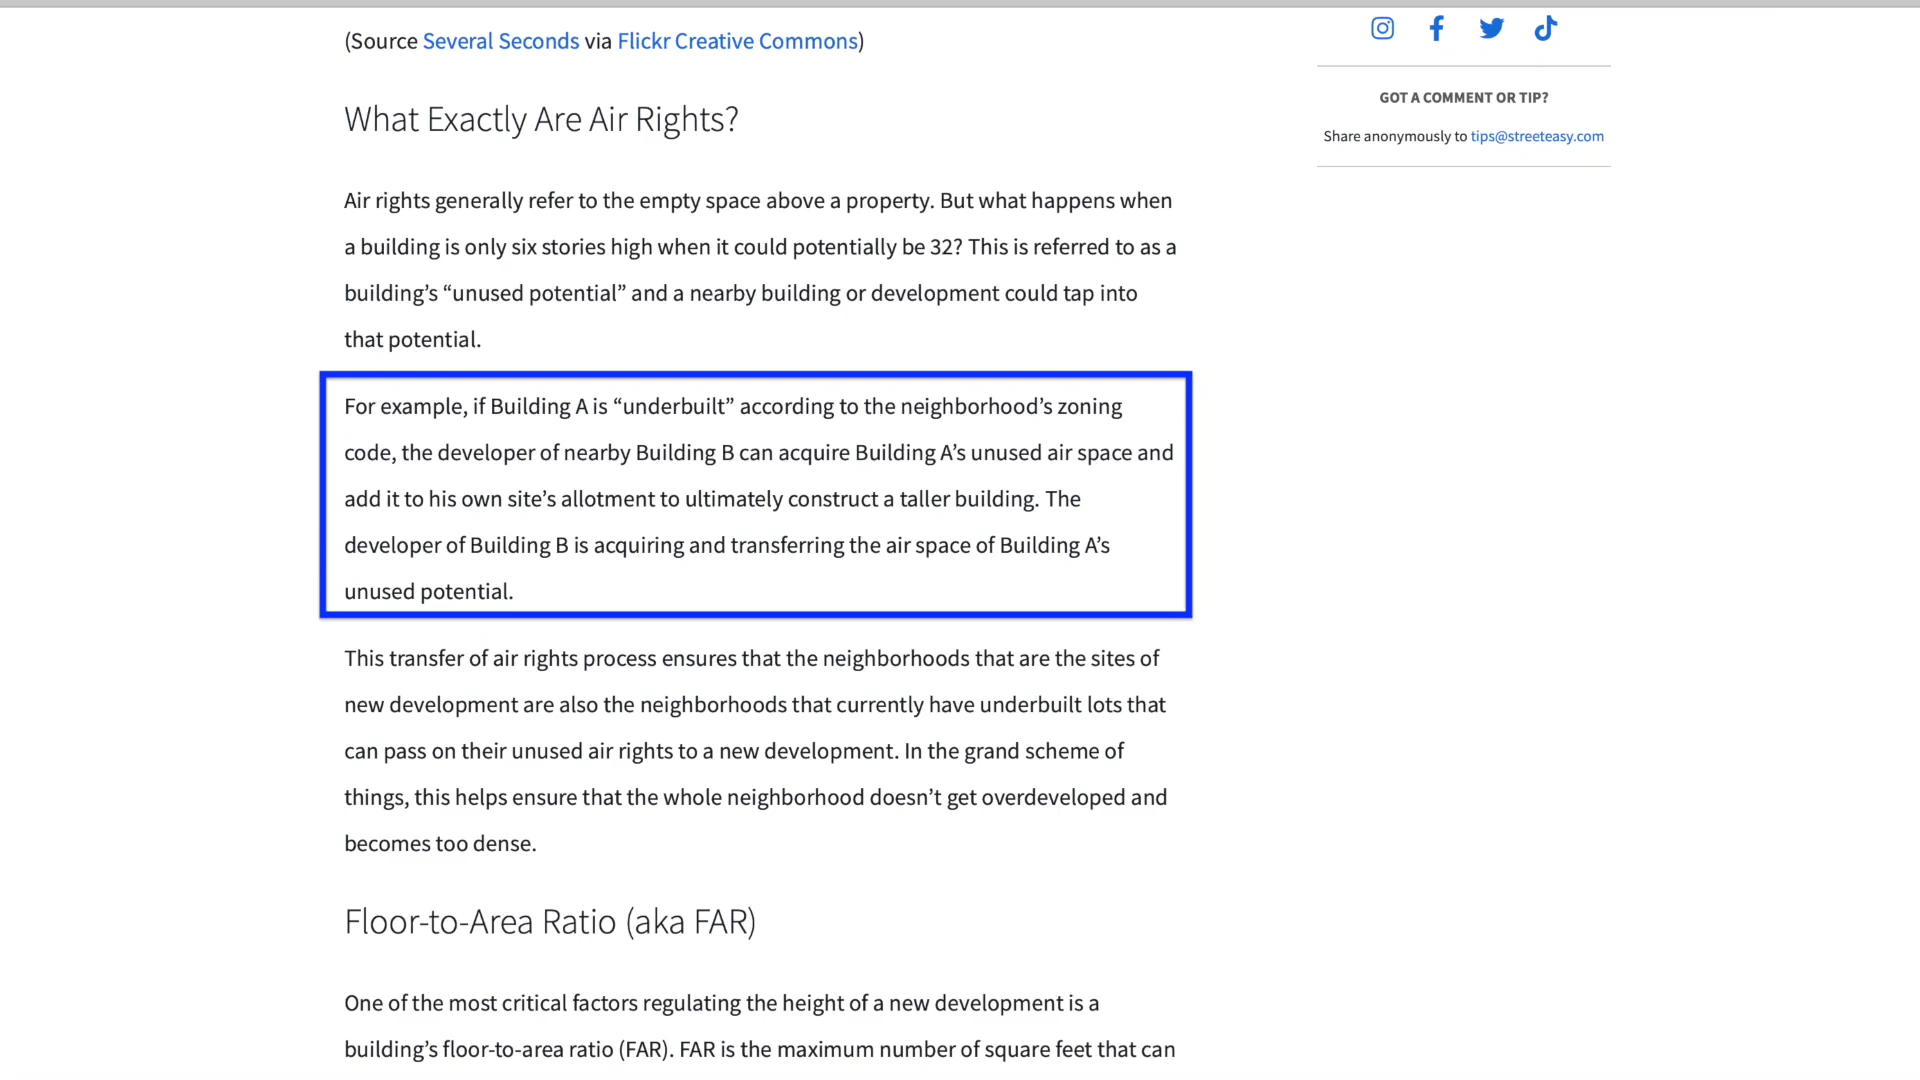 (Source Several Seconds via Flickr Creative Commons)
What Exactly Are Air Rights?
Air rights generally refer to the empty space above a property. But what happens when
a building is only six stories high when it could potentially be 32? This is referred to as a
building’s “unused potential” and a nearby building or development could tap into
that potential.
For example, if Building A is “underbuilt” according to the neighborhood’s zoning
code, the developer of nearby Building B can acquire Building A’s unused air space and
add it to his own site’s allotment to ultimately construct a taller building. The
developer of Building B is acquiring and transferring the air space of Building A’s
unused potential.
This transfer of air rights process ensures that the neighborhoods that are the sites of
new development are also the neighborhoods that currently have underbuilt lots that
can pass on their unused air rights to a new development. In the grand scheme of
things, this helps ensure that the whole neighborhood doesn’t get overdeveloped and
becomes too dense.
Floor-to-Area Ratio (aka FAR)
One of the most critical factors regulating the height of a new development is a
building’s floor-to-area ratio (FAR). FAR is the maximum number of square feet that can
GOT A COMMENT OR TIP?
Share anonymously to tips@streeteasy.com